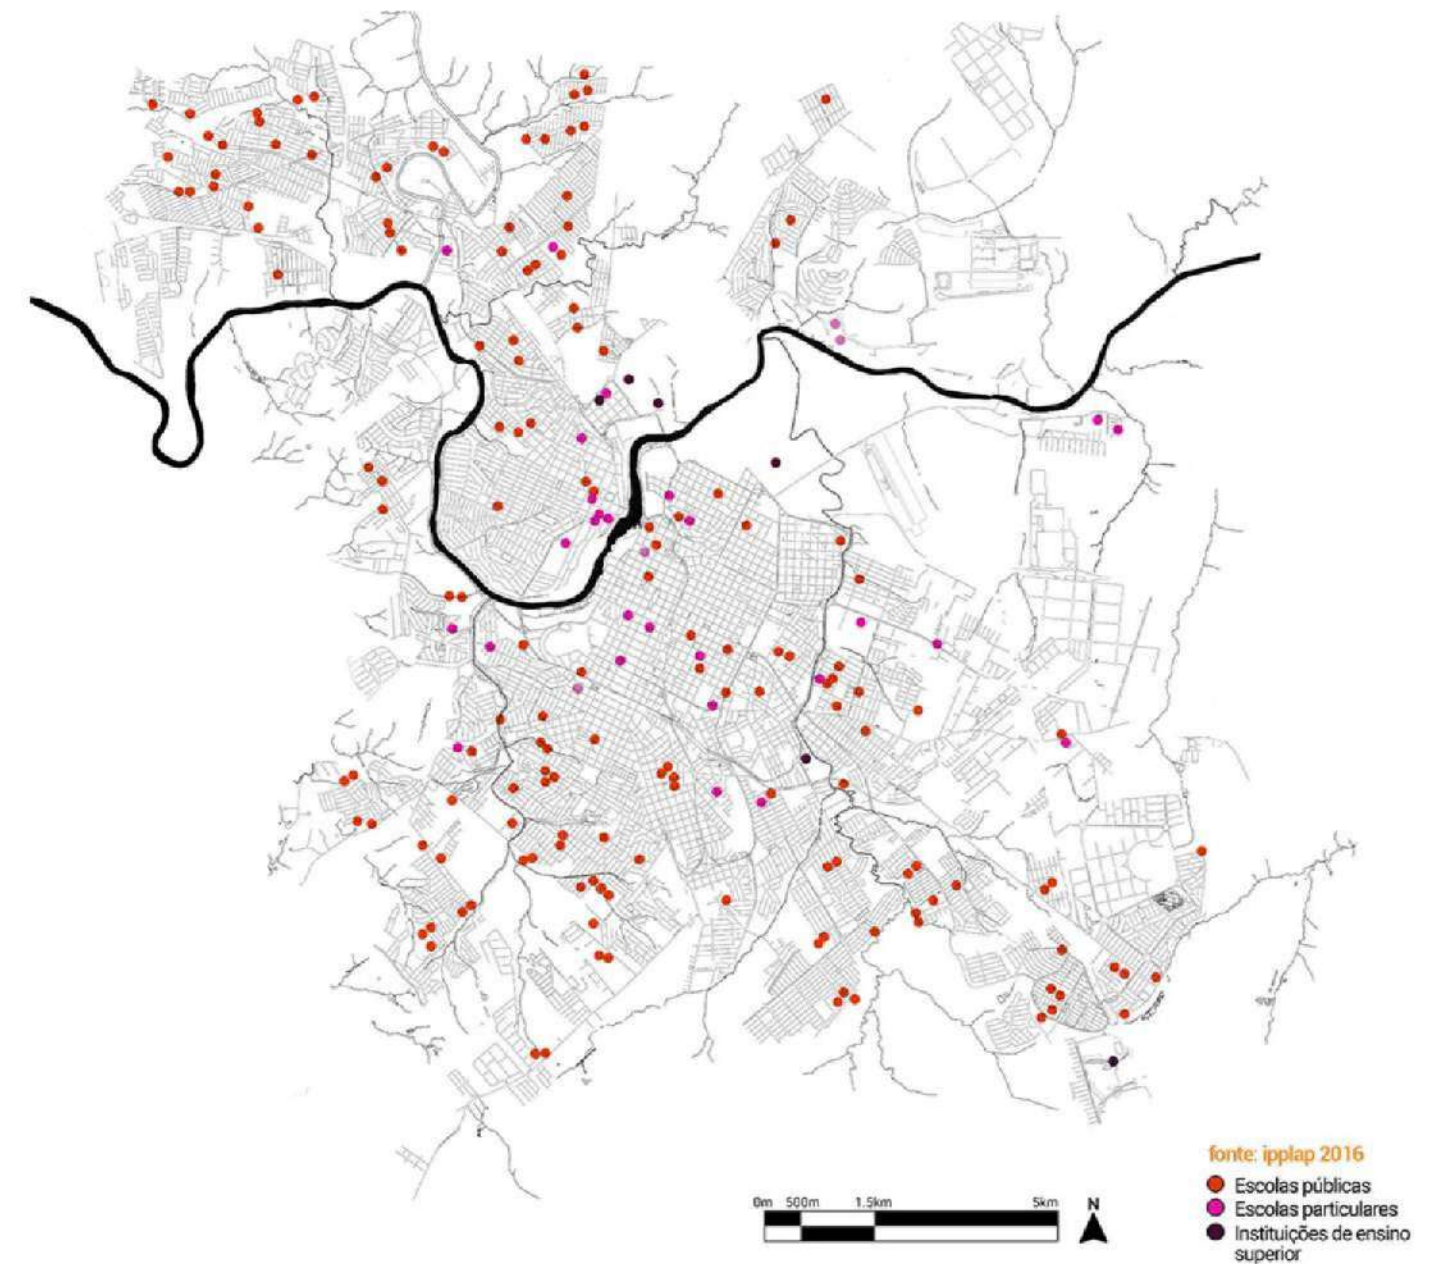 fonte: ipplap 2016
Escolas públicas
Escolas particulares
Instituições de ensino
superior
0m 500m 1.5km 5km
N